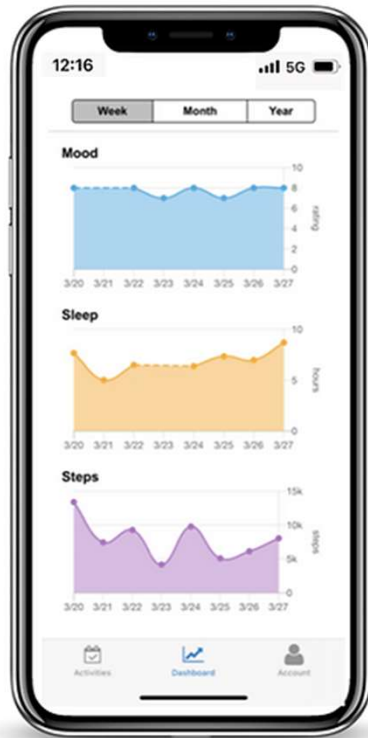 12:16 5G
Week Month Year
Mood
10
8
6
4
2
0
rating
3/20 3/21 3/22 3/23 3/24 3/25 3/26 3/27
Sleep
10
5
0
hours
3/20 3/21 3/22 3/23 3/24 3/25 3/26 3/27
Steps
15k
10k
5k
0
steps
3/20 3/21 3/22 3/23 3/24 3/25 3/26 3/27
Activities Dashboard Account